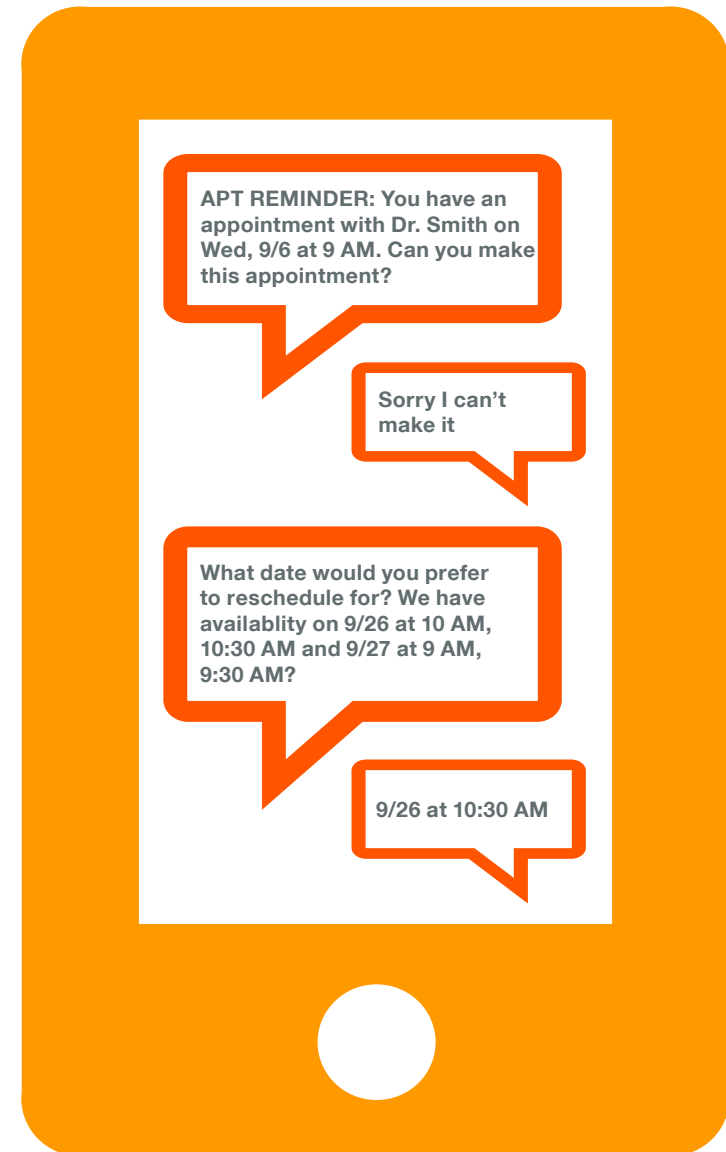 APT REMINDER: You have an
appointment with Dr. Smith on
Wed, 9/6 at 9 AM. Can you make
this appointment?
Sorry I can’t
make it
What date would you prefer
to reschedule for? We have
availablity on 9/26 at 10 AM,
10:30 AM and 9/27 at 9 AM,
9:30 AM?
9/26 at 10:30 AM